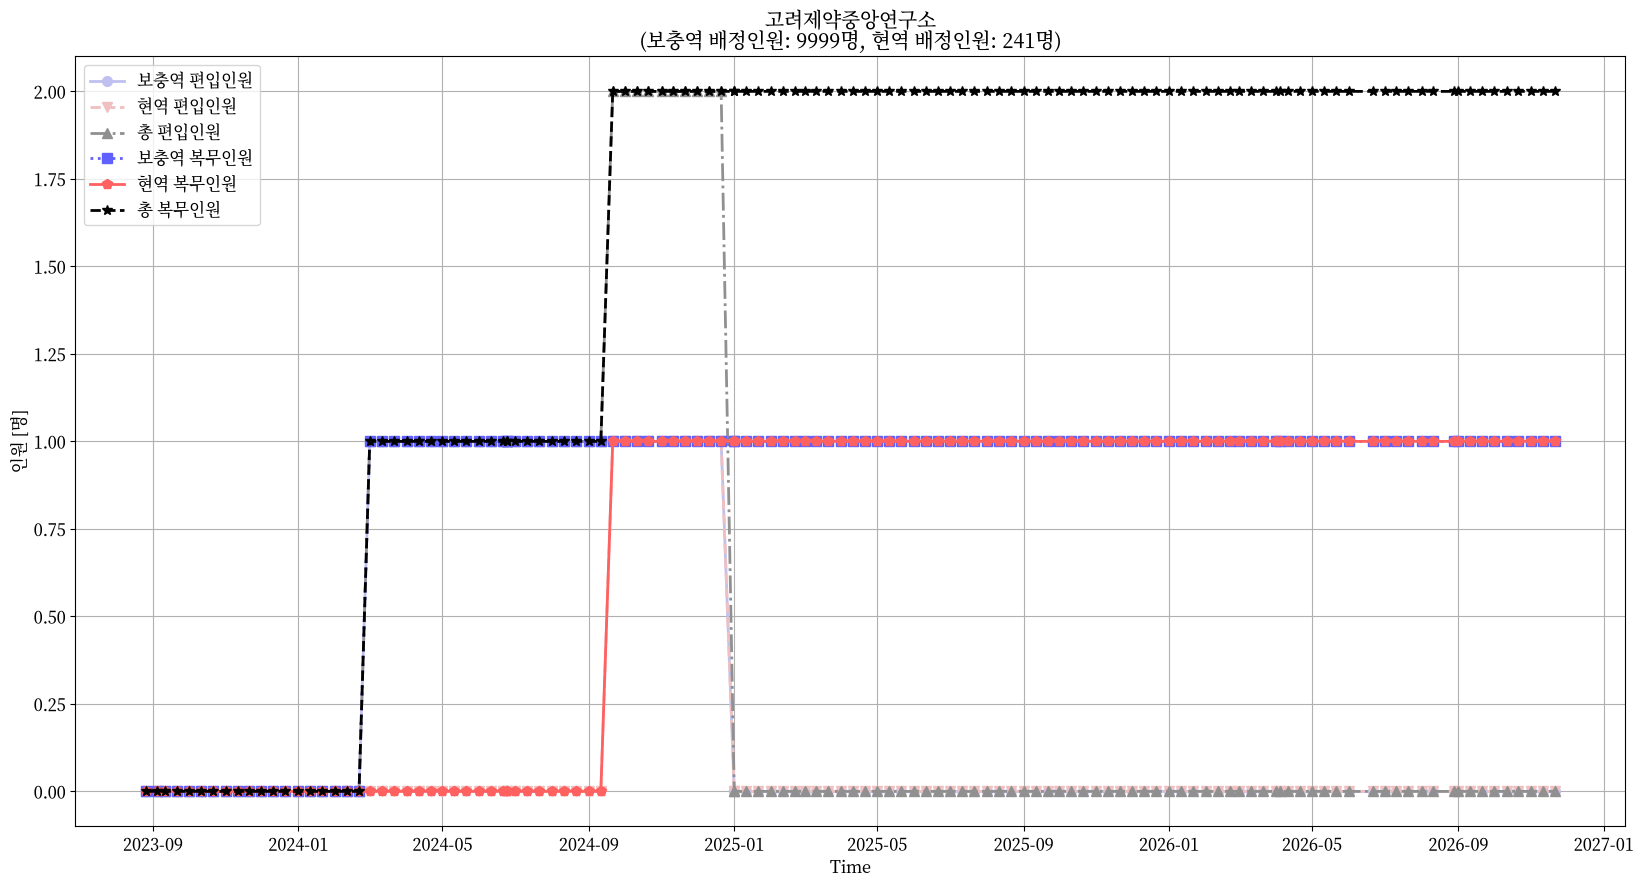 고려제약중앙연구소
(보충역 배정인원: 9999명, 현역 배정인원: 241명)
보충역 편입인원
현역 편입인원
총 편입인원
보충역 복무인원
현역 복무인원
총 복무인원
인원 [명]
2.00
1.75
1.50
1.25
1.00
0.75
0.50
0.25
0.00
2023-09
2024-01
2024-05
2024-09
2025-01
2025-05
2025-09
2026-01
2026-05
2026-09
2027-01
Time